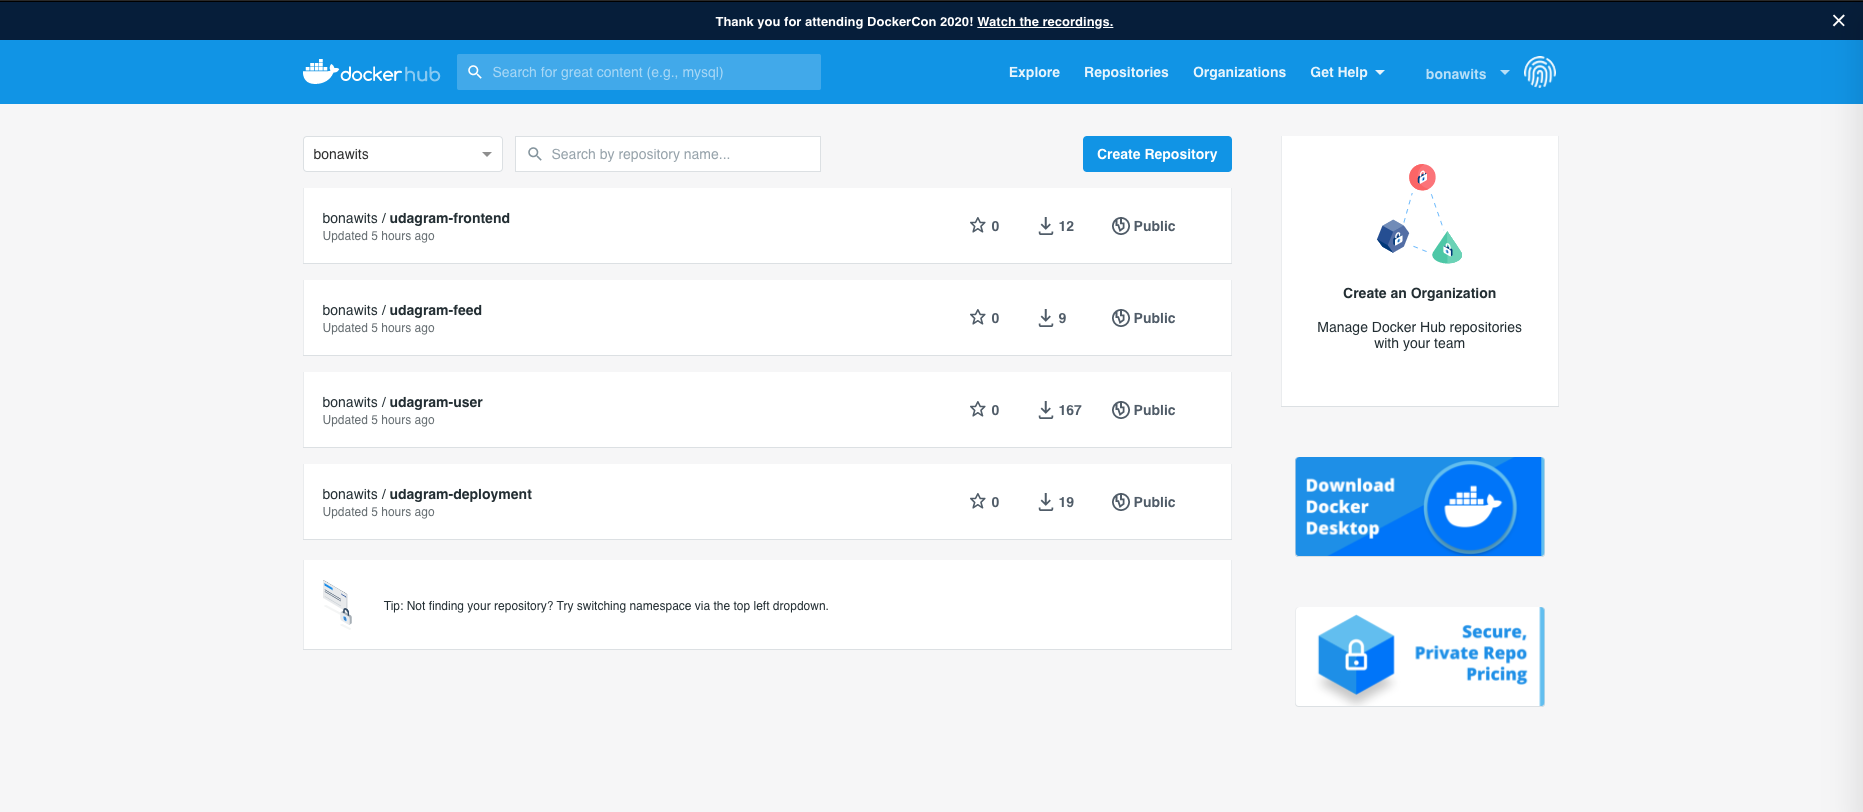 Thank you for attending DockerCon 2020! Watch the recordings.
docker hub
Search for great content (e.g., mysql)
Explore Repositories Organizations Get Help bonawits
bonawits
Search by repository name...
Create Repository
bonawits / udagram-frontend
Updated 5 hours ago
0 12 Public
bonawits / udagram-feed
Updated 5 hours ago
0 9 Public
bonawits / udagram-user
Updated 5 hours ago
0 167 Public
bonawits / udagram-deployment
Updated 5 hours ago
0 19 Public
Tip: Not finding your repository? Try switching namespace via the top left dropdown.
Create an Organization
Manage Docker Hub repositories
with your team
Download
Docker
Desktop
Secure,
Private Repo
Pricing